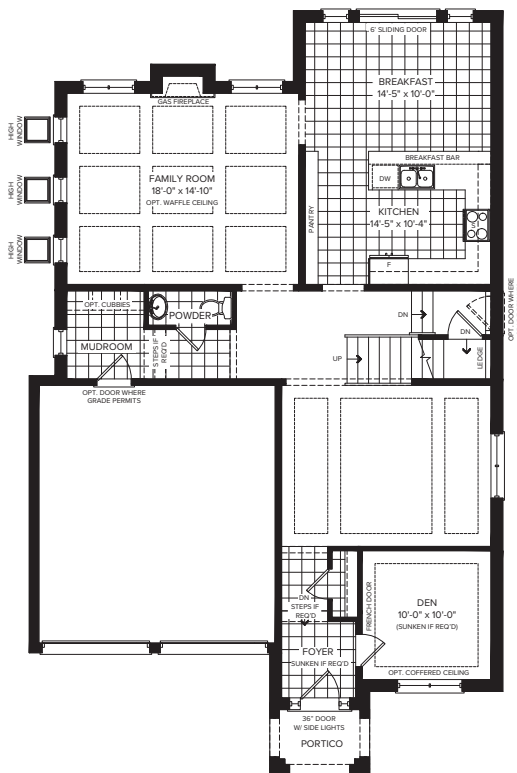 6' SLIDING DOOR
BREAKFAST
14'-5" x 10'-0"
GAS FIREPLACE
HIGH
WINDOW
FAMILY ROOM
18'-0" x 14'-10"
OPT. WAFFLE CEILING
HIGH
WINDOW
HIGH
WINDOW
BREAKFAST BAR
DW
PANTRY
KITCHEN
14'-5" x 10'-4"
S
F
OPT. CUBBIES
POWDER
MUDROOM
STEPS IF
REQ'D
DN
DN
UP
LEDGE
OPT. DOOR WHERE
OPT. DOOR WHERE
GRADE PERMITS
DN
STEPS IF
REQ'D
FRENCH DOOR
DEN
10'-0" x 10'-0"
(SUNKEN IF REQ'D)
FOYER
SUNKEN IF REQ'D
OPT. COFFERED CEILING
36" DOOR
W/ SIDE LIGHTS
PORTICO